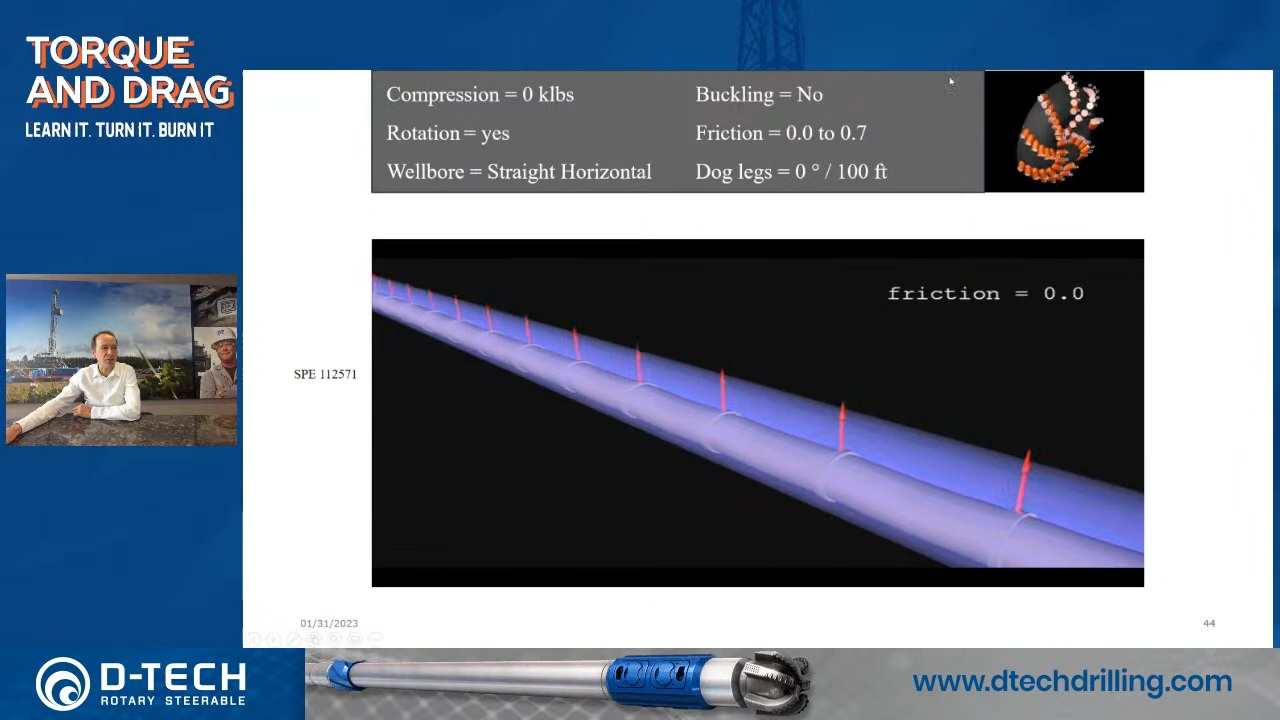 TORQUE
AND DRAG
LEARN IT. TURN IT. BURN IT
Compression = 0 klbs
Buckling = No
Rotation = yes
Friction = 0.0 to 0.7
Wellbore = Straight Horizontal
Dog legs = 0 ° / 100 ft
friction = 0.0
SPE 112571
01/31/2023
44
D-TECH
ROTARY STEERABLE
www.dtechdrilling.com